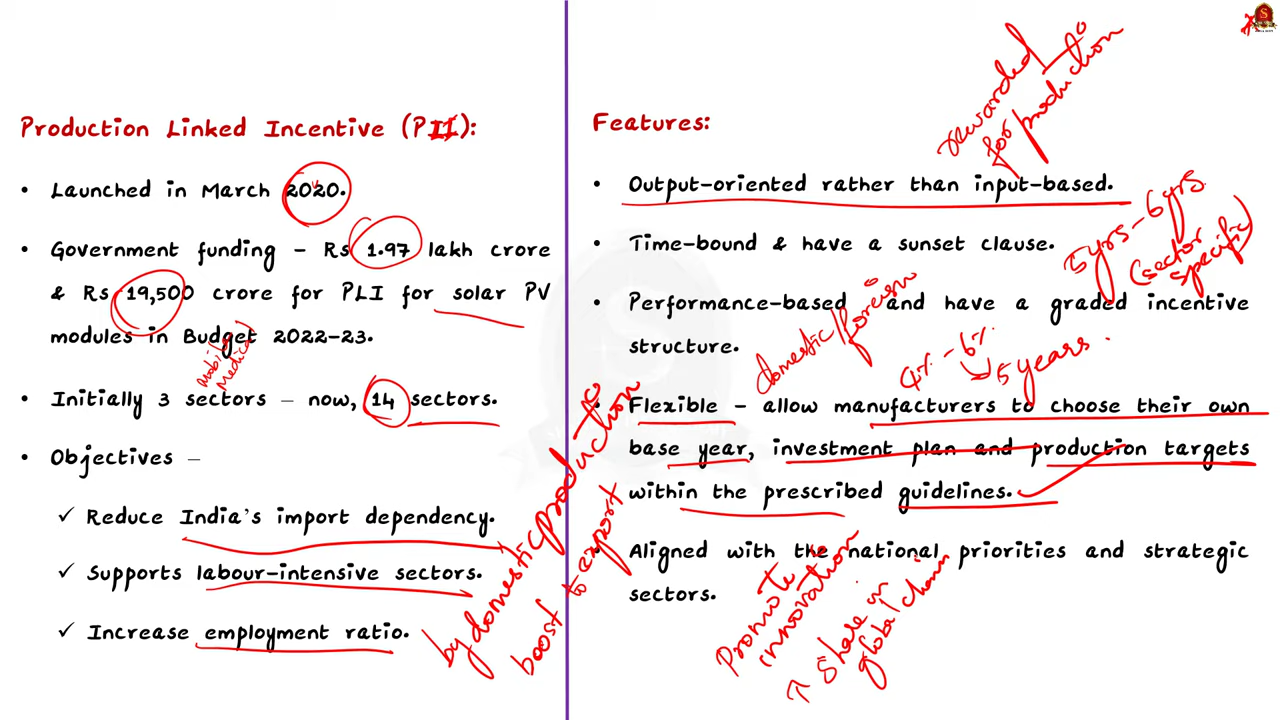 Production Linked Incentive (PLI):
• Launched in March 2020.
• Government funding – Rs 1.97 lakh crore
& Rs 19,500 crore for PLI for solar PV
modules in Budget 2022-23.
Mobile
Medical
• Initially 3 sectors – now, 14 sectors.
• Objectives –
✓ Reduce India's import dependency.
✓ Supports labour-intensive sectors.
✓ Increase employment ratio.
by domestic production
boost to export
Features:
rewarded
for production
• Output-oriented rather than input-based.
5yrs - 6yrs
(sector
specific)
• Time-bound & have a sunset clause.
• Performance-based and have a graded incentive
structure.
domestic/foreign
4% - 6%
5 years.
• Flexible – allow manufacturers to choose their own
base year, investment plan and production targets
within the prescribed guidelines.
• Aligned with the national priorities and strategic
sectors.
Promote
innovation
↑ Share in
global chain